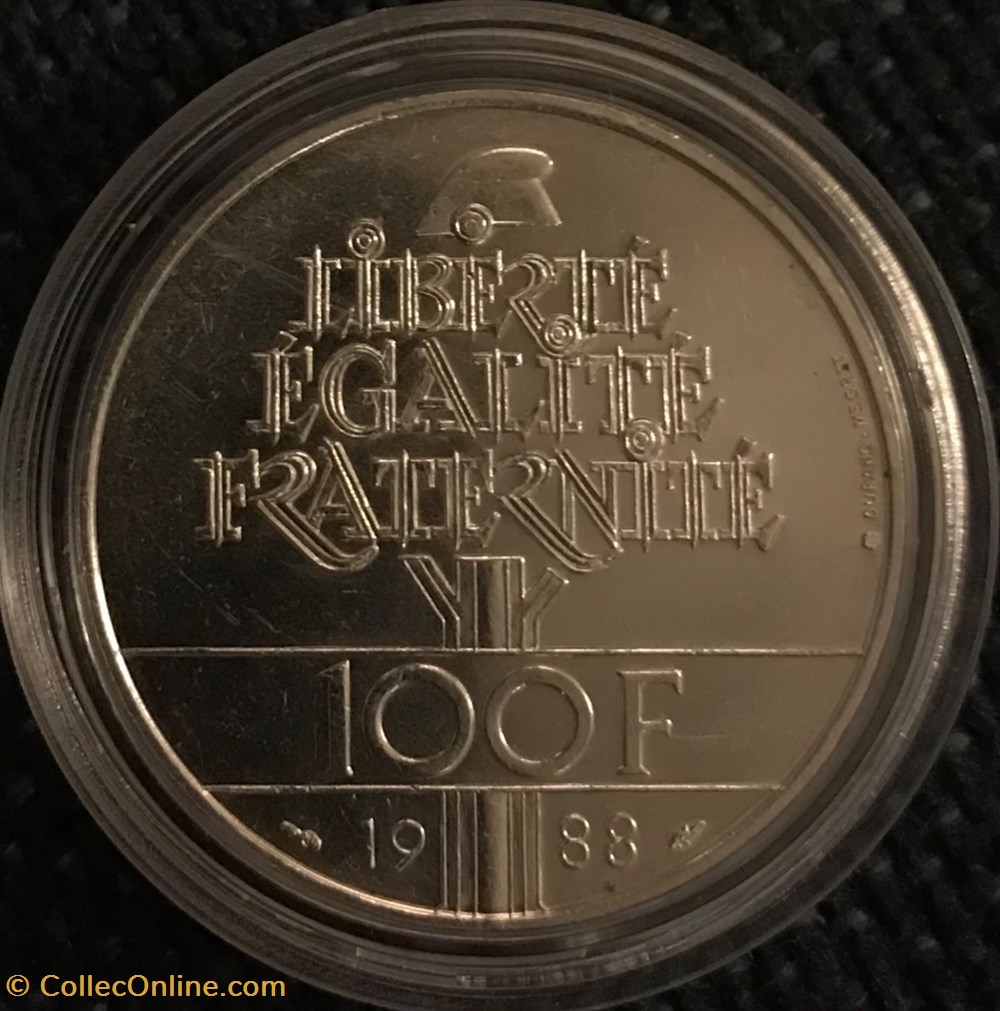 LIBERTÉ
ÉGALITÉ
FRATERNITÉ
100F
19 88
© CollecOnline.com